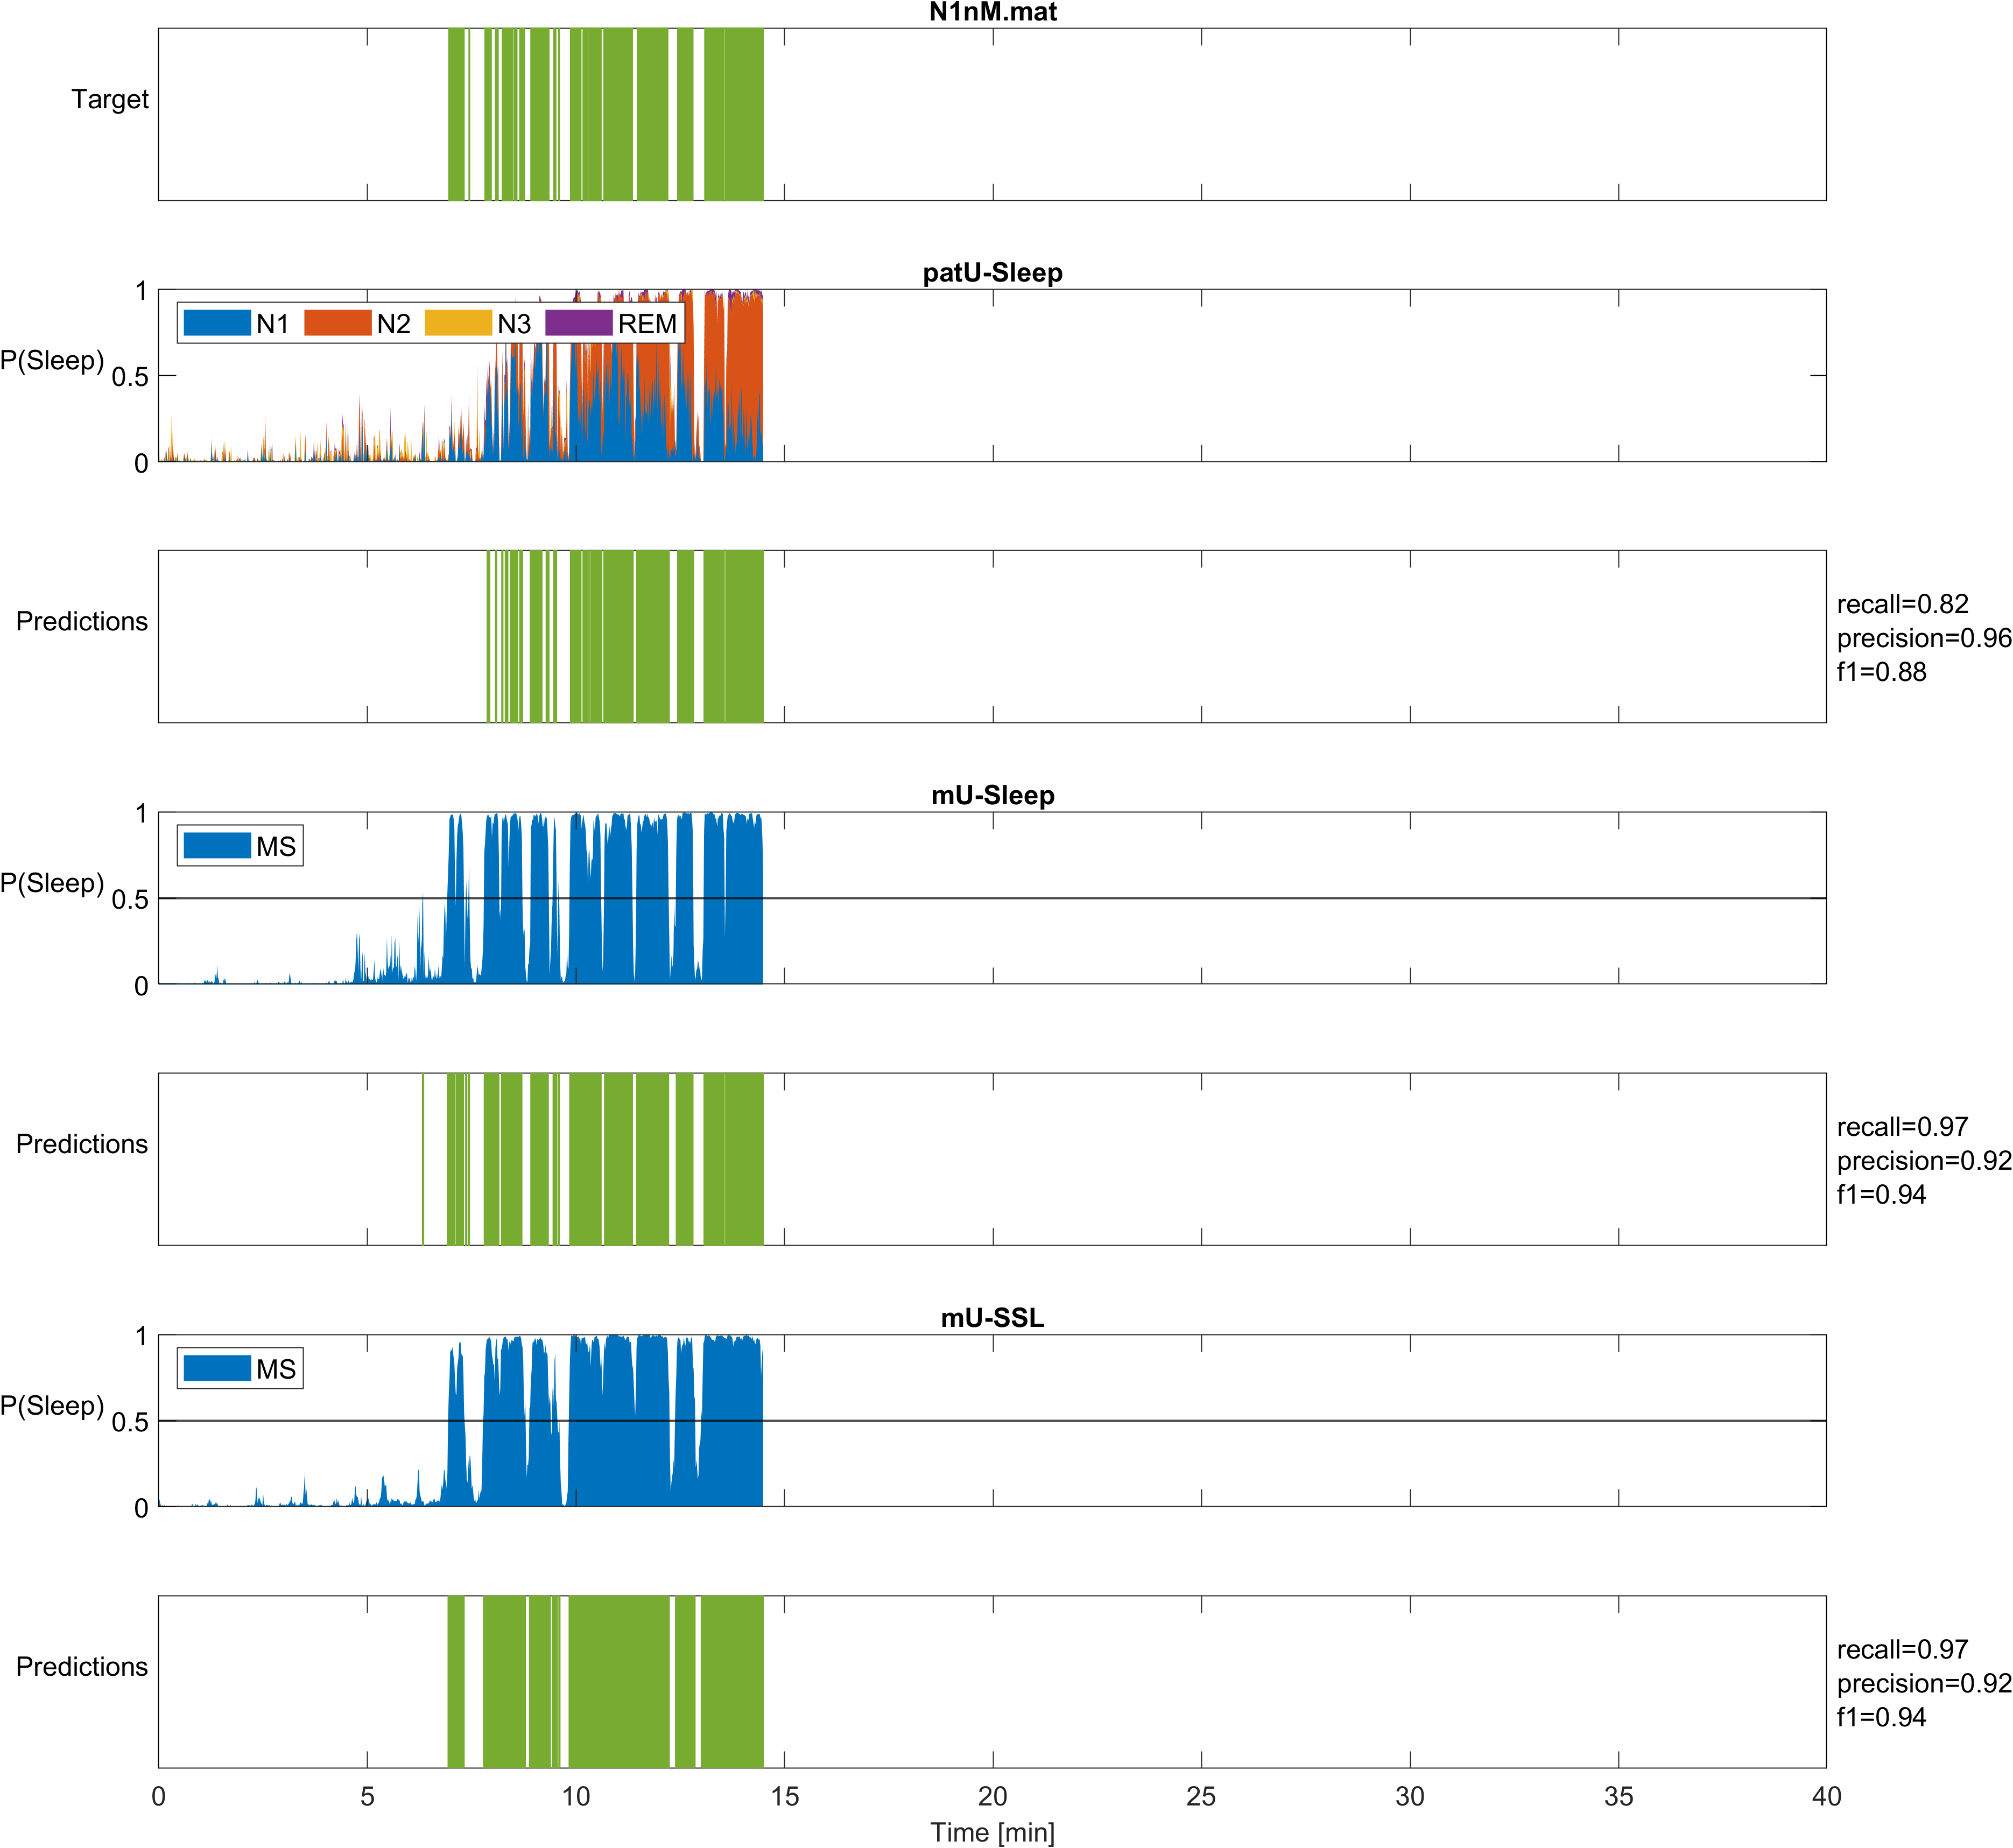 N1nM.mat
Target
patU-Sleep
1
N1 N2 N3 REM
P(Sleep)
0.5
0
Predictions
recall=0.82
precision=0.96
f1=0.88
mU-Sleep
1
MS
P(Sleep)
0.5
0
Predictions
recall=0.97
precision=0.92
f1=0.94
mU-SSL
1
MS
P(Sleep)
0.5
0
Predictions
recall=0.97
precision=0.92
f1=0.94
0 5 10 15 20 25 30 35 40
Time [min]